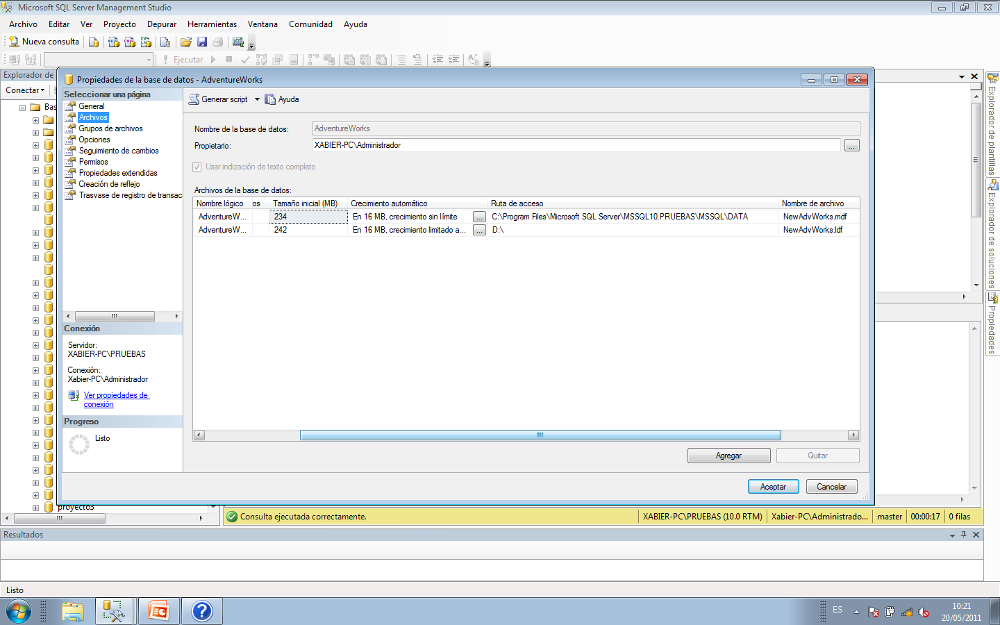 Microsoft SQL Server Management Studio
Archivo Editar Ver Proyecto Depurar Herramientas Ventana Comunidad Ayuda
Nueva consulta
Ejecutar
Explorador de
Conectar
Bas
proyecto3
Propiedades de la base de datos - AdventureWorks
Seleccionar una página
General
Archivos
Grupos de archivos
Opciones
Seguimiento de cambios
Permisos
Propiedades extendidas
Creación de reflejo
Trasvase de registro de transac
Conexión
Servidor:
XABIER-PC\PRUEBAS
Conexión:
Xabier-PC\Administrador
Ver propiedades de
conexión
Progreso
Listo
Generar script Ayuda
Nombre de la base de datos: AdventureWorks
Propietario: XABIER-PC\Administrador ...
Usar indización de texto completo
Archivos de la base de datos:
Nombre lógico os Tamaño inicial (MB) Crecimiento automático Ruta de acceso Nombre de archivo
AdventureW... 234 En 16 MB, crecimiento sin límite ... C:\Program Files\Microsoft SQL Server\MSSQL10.PRUEBAS\MSSQL\DATA NewAdvWorks.mdf
AdventureW... 242 En 16 MB, crecimiento limitado a... ... D:\ NewAdvWorks.ldf
Agregar Quitar
Aceptar Cancelar
Explorador de plantillas
Explorador de soluciones
Propiedades
Consulta ejecutada correctamente. XABIER-PC\PRUEBAS (10.0 RTM) Xabier-PC\Administrado... master 00:00:17 0 filas
Resultados
Listo
ES
10:21
20/05/2011